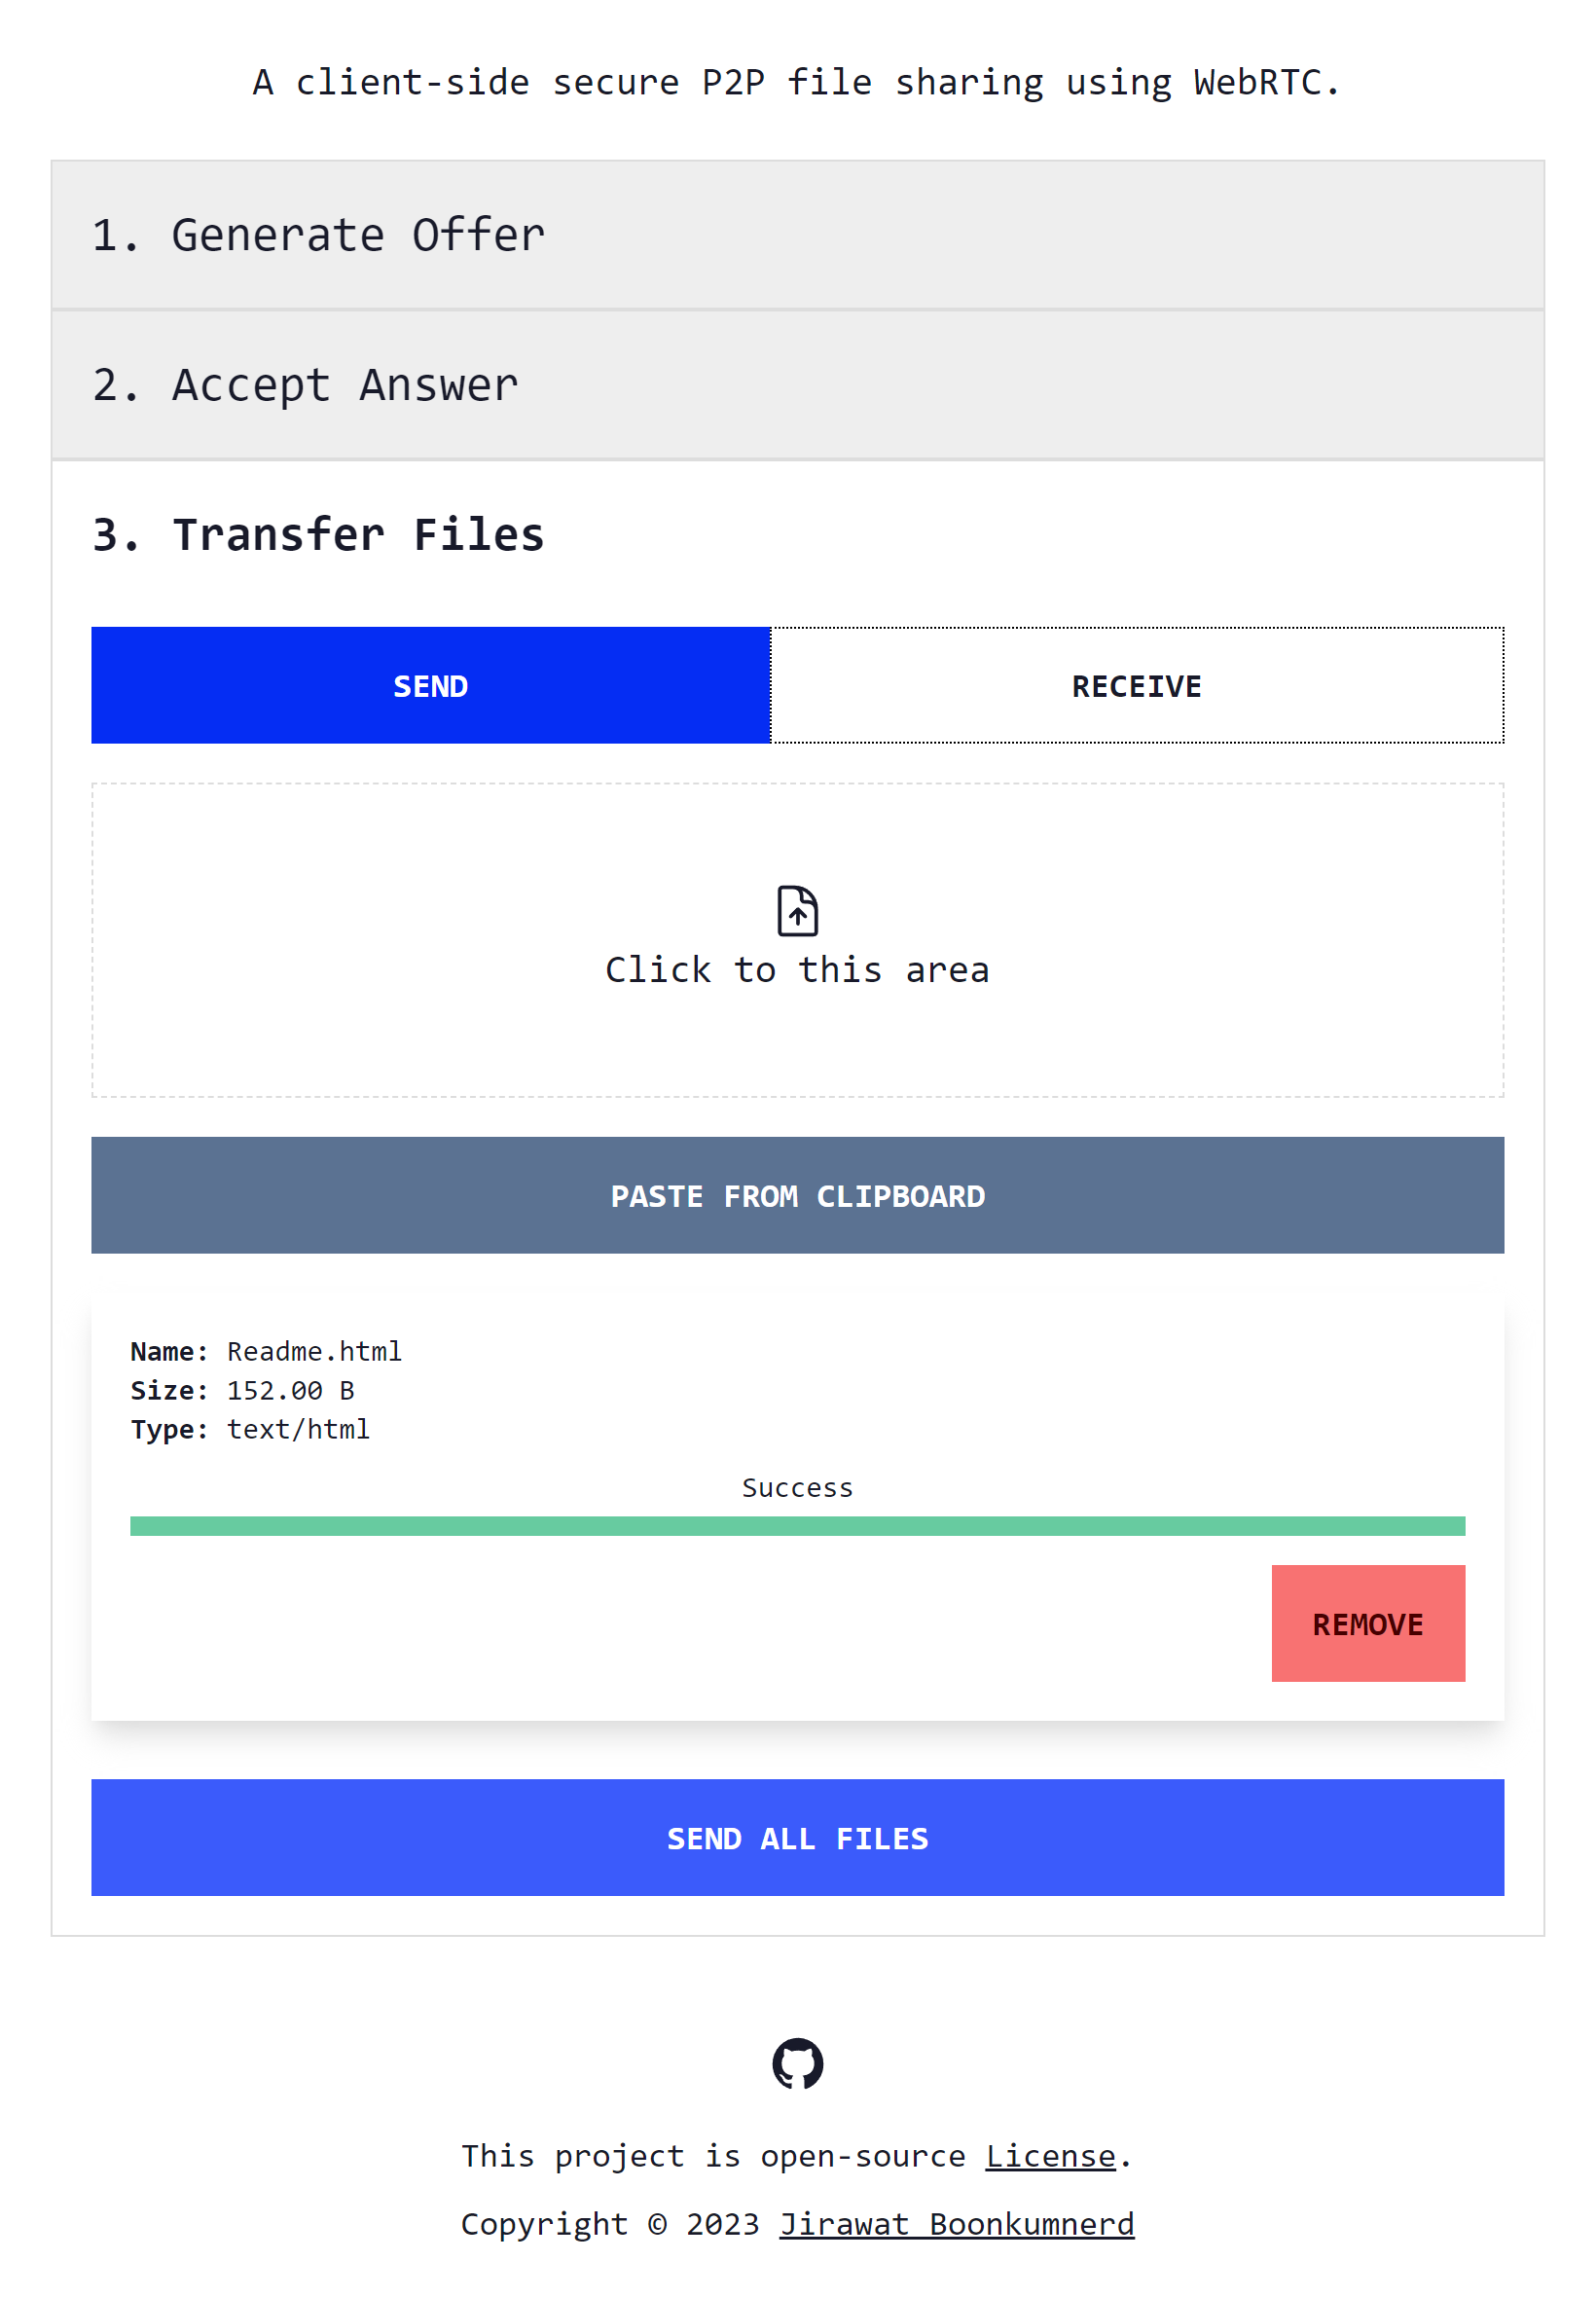 A client-side secure P2P file sharing using WebRTC.
1. Generate Offer
2. Accept Answer
3. Transfer Files
SEND
RECEIVE
Click to this area
PASTE FROM CLIPBOARD
Name: Readme.html
Size: 152.00 B
Type: text/html
Success
REMOVE
SEND ALL FILES
This project is open-source License.
Copyright © 2023 Jirawat Boonkumnerd